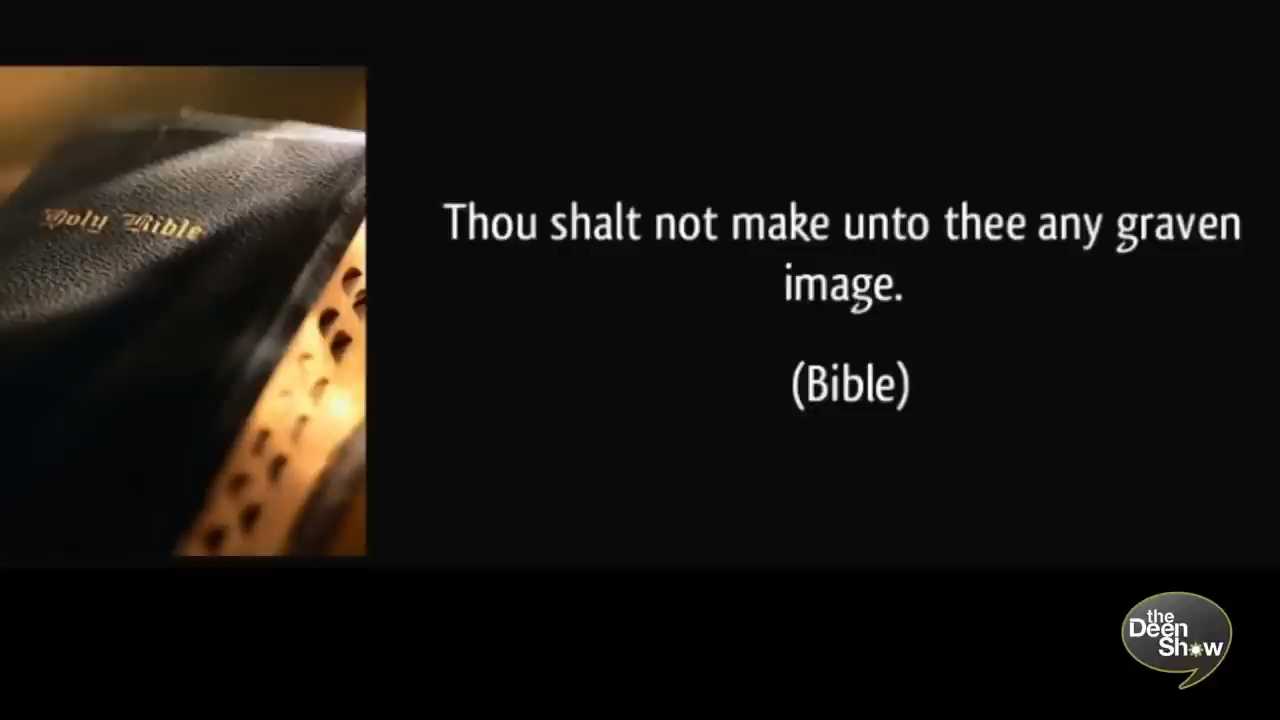 Holy Bible
Thou shalt not make unto thee any graven
image.
(Bible)
the
Deen
Show